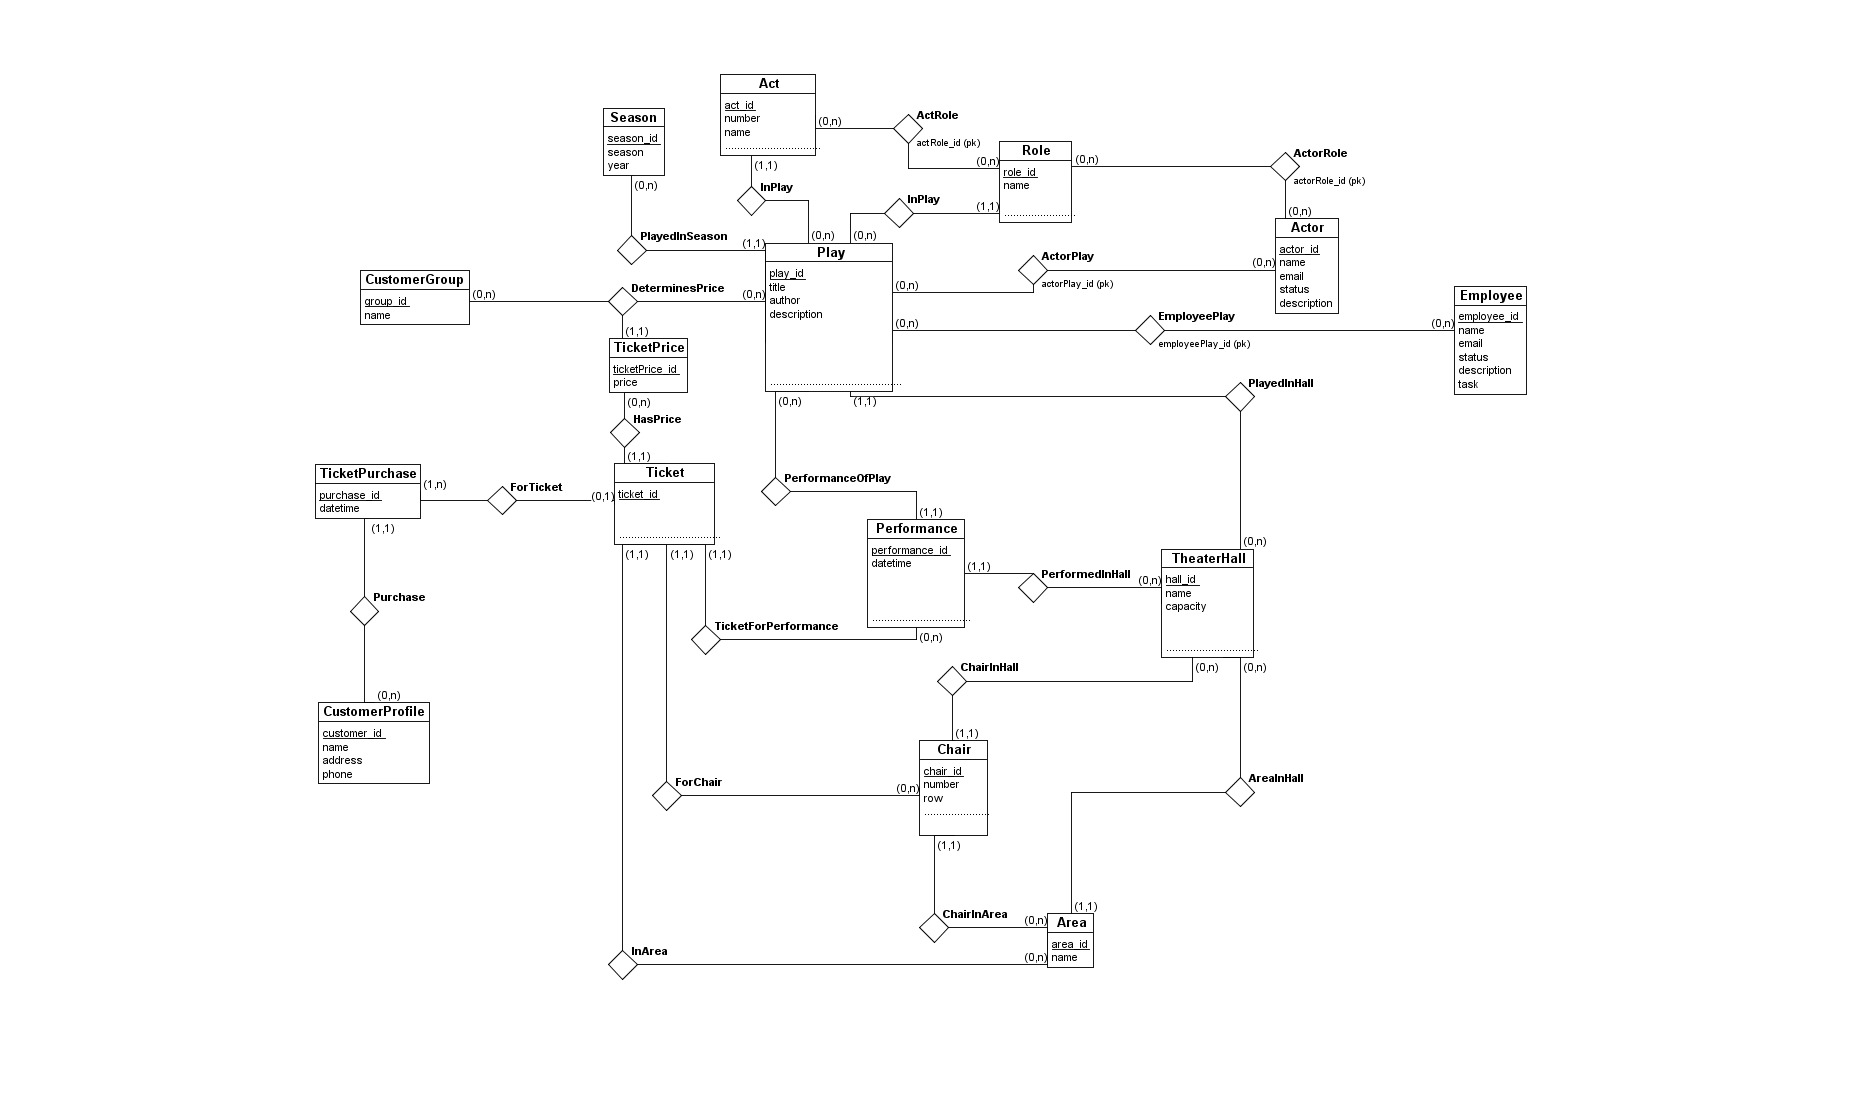 Act
act_id
number
name
(1,1)
(0,n)
ActRole
actRole_id (pk)
(0,n)
Season
season_id
season
year
(0,n)
Role
role_id
name
(0,n)
(1,1)
ActorRole
actorRole_id (pk)
(0,n)
InPlay
InPlay
Actor
actor_id
name
email
status
description
(0,n)
PlayedInSeason
(1,1)
(0,n)
(0,n)
Play
play_id
title
author
description
ActorPlay
actorPlay_id (pk)
(0,n)
CustomerGroup
group_id
name
(0,n)
DeterminesPrice
(0,n)
(1,1)
EmployeePlay
employeePlay_id (pk)
(0,n)
(0,n)
Employee
employee_id
name
email
status
description
task
TicketPrice
ticketPrice_id
price
(0,n)
HasPrice
(1,1)
(0,n)
(1,1)
PlayedInHall
(0,n)
TicketPurchase
purchase_id
datetime
(1,n)
(1,1)
ForTicket
(0,1)
Ticket
ticket_id
(1,1)
(1,1)
(1,1)
PerformanceOfPlay
(1,1)
Performance
performance_id
datetime
(1,1)
PerformedInHall
(0,n)
TheaterHall
hall_id
name
capacity
(0,n)
(0,n)
Purchase
(0,n)
TicketForPerformance
(0,n)
CustomerProfile
customer_id
name
address
phone
ChairInHall
(1,1)
Chair
chair_id
number
row
(1,1)
ForChair
(0,n)
AreaInHall
(1,1)
ChairInArea
(0,n)
Area
area_id
name
InArea
(0,n)